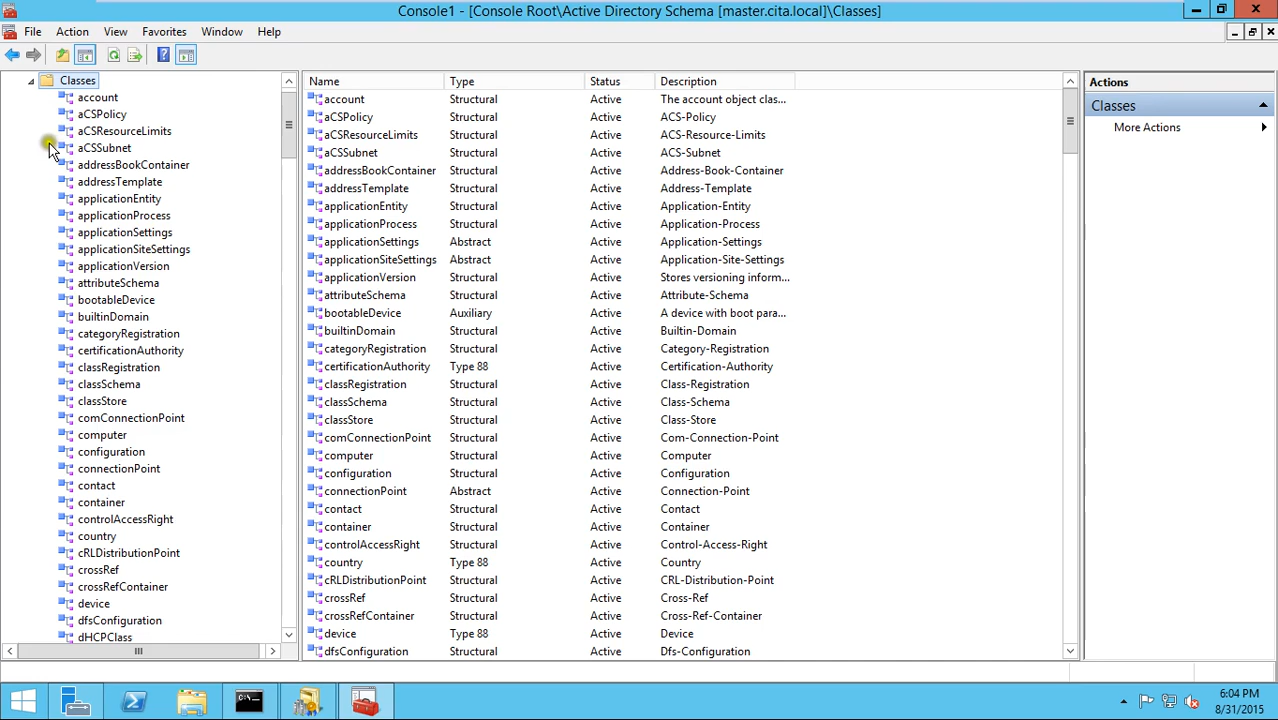 Console1 - [Console Root\Active Directory Schema [master.cita.local]\Classes]
File Action View Favorites Window Help
Classes
account
aCSPolicy
aCSResourceLimits
aCSSubnet
addressBookContainer
addressTemplate
applicationEntity
applicationProcess
applicationSettings
applicationSiteSettings
applicationVersion
attributeSchema
bootableDevice
builtinDomain
categoryRegistration
certificationAuthority
classRegistration
classSchema
classStore
comConnectionPoint
computer
configuration
connectionPoint
contact
container
controlAccessRight
country
cRLDistributionPoint
crossRef
crossRefContainer
device
dfsConfiguration
dHCPClass
Name Type Status Description
account Structural Active The account object clas...
aCSPolicy Structural Active ACS-Policy
aCSResourceLimits Structural Active ACS-Resource-Limits
aCSSubnet Structural Active ACS-Subnet
addressBookContainer Structural Active Address-Book-Container
addressTemplate Structural Active Address-Template
applicationEntity Structural Active Application-Entity
applicationProcess Structural Active Application-Process
applicationSettings Abstract Active Application-Settings
applicationSiteSettings Abstract Active Application-Site-Settings
applicationVersion Structural Active Stores versioning inform...
attributeSchema Structural Active Attribute-Schema
bootableDevice Auxiliary Active A device with boot para...
builtinDomain Structural Active Builtin-Domain
categoryRegistration Structural Active Category-Registration
certificationAuthority Type 88 Active Certification-Authority
classRegistration Structural Active Class-Registration
classSchema Structural Active Class-Schema
classStore Structural Active Class-Store
comConnectionPoint Structural Active Com-Connection-Point
computer Structural Active Computer
configuration Structural Active Configuration
connectionPoint Abstract Active Connection-Point
contact Structural Active Contact
container Structural Active Container
controlAccessRight Structural Active Control-Access-Right
country Type 88 Active Country
cRLDistributionPoint Structural Active CRL-Distribution-Point
crossRef Structural Active Cross-Ref
crossRefContainer Structural Active Cross-Ref-Container
device Type 88 Active Device
dfsConfiguration Structural Active Dfs-Configuration
Actions
Classes
More Actions
6:04 PM
8/31/2015